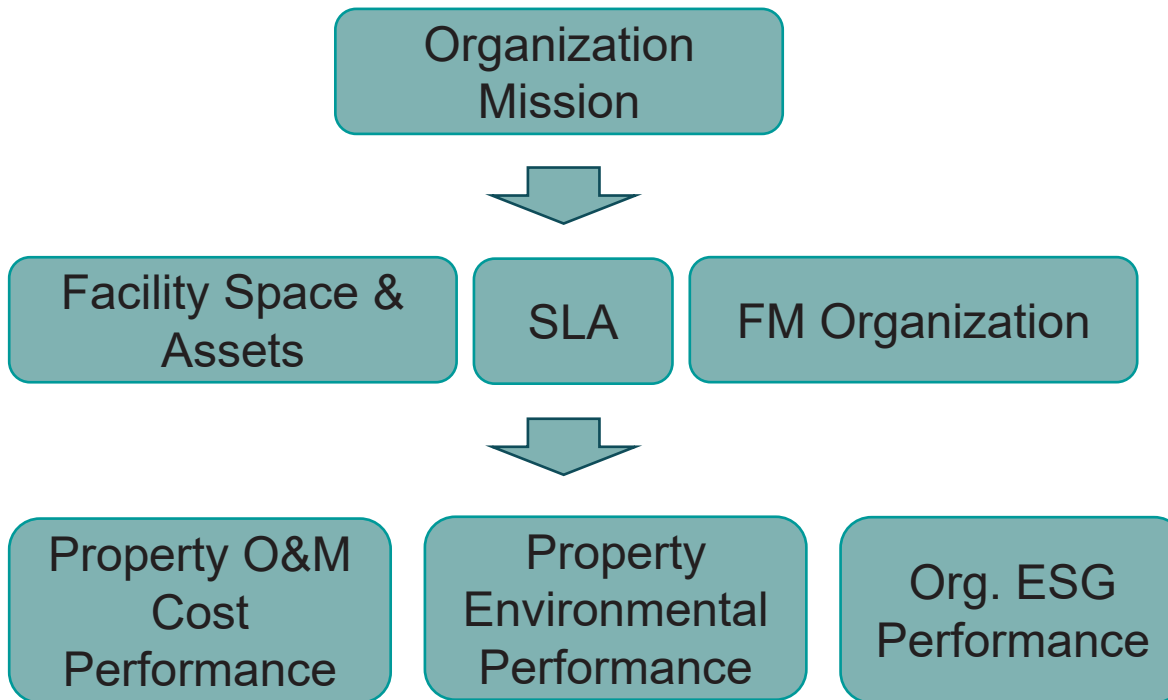 Organization
Mission
Facility Space &
Assets
SLA
FM Organization
Property O&M
Cost
Performance
Property
Environmental
Performance
Org. ESG
Performance